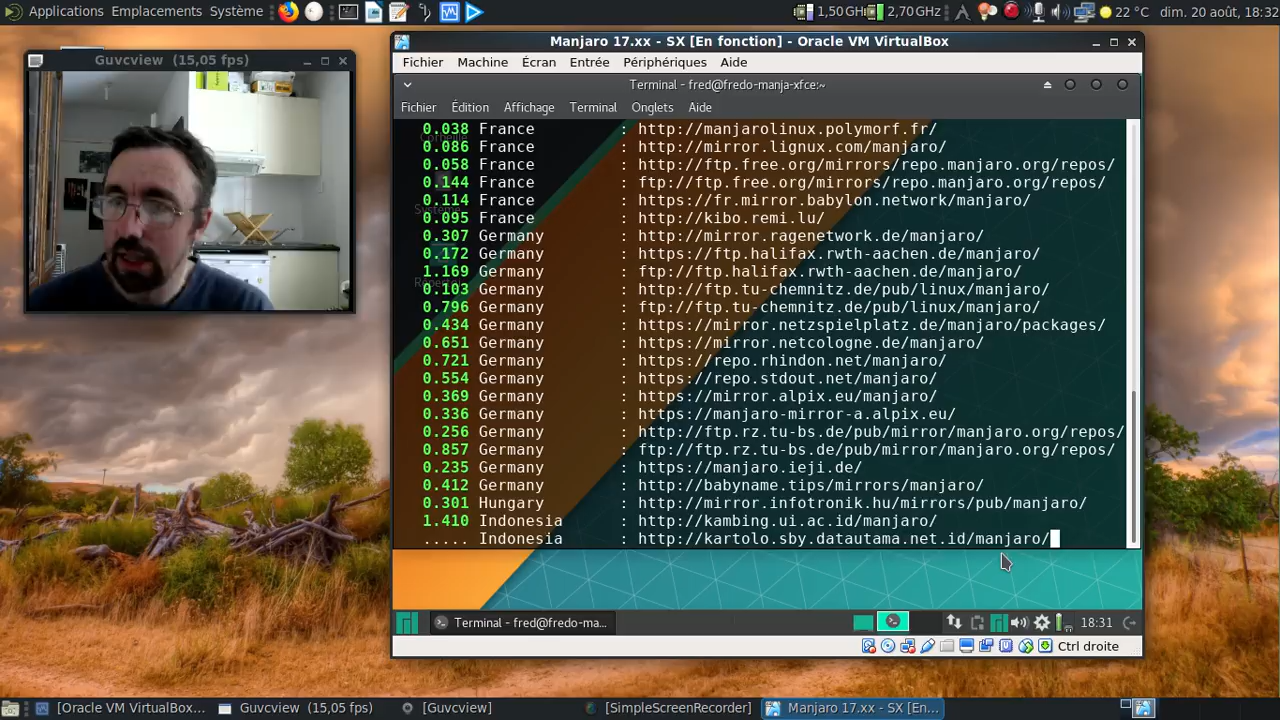 Applications Emplacements Système 1,50 GHz 2,70 GHz 22 °C dim. 20 août, 18:32
Guvcview (15,05 fps)
Manjaro 17.xx - SX [En fonction] - Oracle VM VirtualBox
Fichier Machine Écran Entrée Périphériques Aide
Terminal - fred@fredo-manja-xfce:~
Fichier Édition Affichage Terminal Onglets Aide
0.038 France : http://manjarolinux.polymorf.fr/
0.086 France : http://mirror.lignux.com/manjaro/
0.058 France : http://ftp.free.org/mirrors/repo.manjaro.org/repos/
0.144 France : ftp://ftp.free.org/mirrors/repo.manjaro.org/repos/
0.114 France : https://fr.mirror.babylon.network/manjaro/
0.095 France : http://kibo.remi.lu/
0.307 Germany : http://mirror.ragenetwork.de/manjaro/
0.172 Germany : https://ftp.halifax.rwth-aachen.de/manjaro/
1.169 Germany : ftp://ftp.halifax.rwth-aachen.de/manjaro/
0.103 Germany : http://ftp.tu-chemnitz.de/pub/linux/manjaro/
0.796 Germany : ftp://ftp.tu-chemnitz.de/pub/linux/manjaro/
0.434 Germany : https://mirror.netzspielplatz.de/manjaro/packages/
0.651 Germany : https://mirror.netcologne.de/manjaro/
0.721 Germany : https://repo.rhindon.net/manjaro/
0.554 Germany : https://repo.stdout.net/manjaro/
0.369 Germany : https://mirror.alpix.eu/manjaro/
0.336 Germany : https://manjaro-mirror-a.alpix.eu/
0.256 Germany : http://ftp.rz.tu-bs.de/pub/mirror/manjaro.org/repos/
0.857 Germany : ftp://ftp.rz.tu-bs.de/pub/mirror/manjaro.org/repos/
0.235 Germany : https://manjaro.ieji.de/
0.412 Germany : http://babyname.tips/mirrors/manjaro/
0.301 Hungary : http://mirror.infotronik.hu/mirrors/pub/manjaro/
1.410 Indonesia : http://kambing.ui.ac.id/manjaro/
..... Indonesia : http://kartolo.sby.datautama.net.id/manjaro/
Terminal - fred@fredo-ma... 18:31
Ctrl droite
[Oracle VM VirtualBox... Guvcview (15,05 fps) [Guvcview] [SimpleScreenRecorder] Manjaro 17.xx - SX [En...